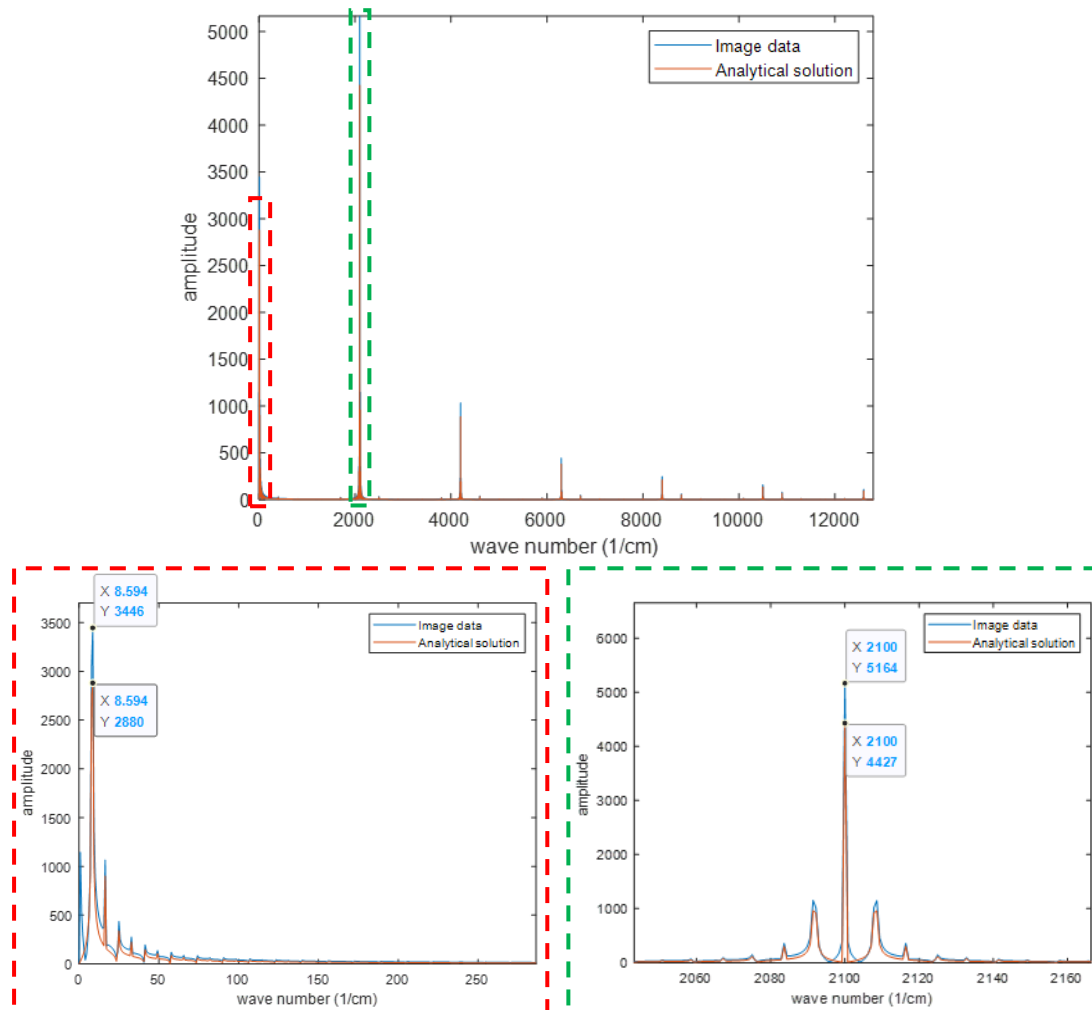 5000
4500
4000
3500
3000
2500
2000
1500
1000
500
0
amplitude
Image data
Analytical solution
0 2000 4000 6000 8000 10000 12000
wave number (1/cm)
X 8.594
Y 3446
X 8.594
Y 2880
3500
3000
2500
2000
1500
1000
500
0
amplitude
Image data
Analytical solution
0 50 100 150 200 250
wave number (1/cm)
6000
5000
4000
3000
2000
1000
0
amplitude
Image data
Analytical solution
X 2100
Y 5164
X 2100
Y 4427
2060 2080 2100 2120 2140 2160
wave number (1/cm)